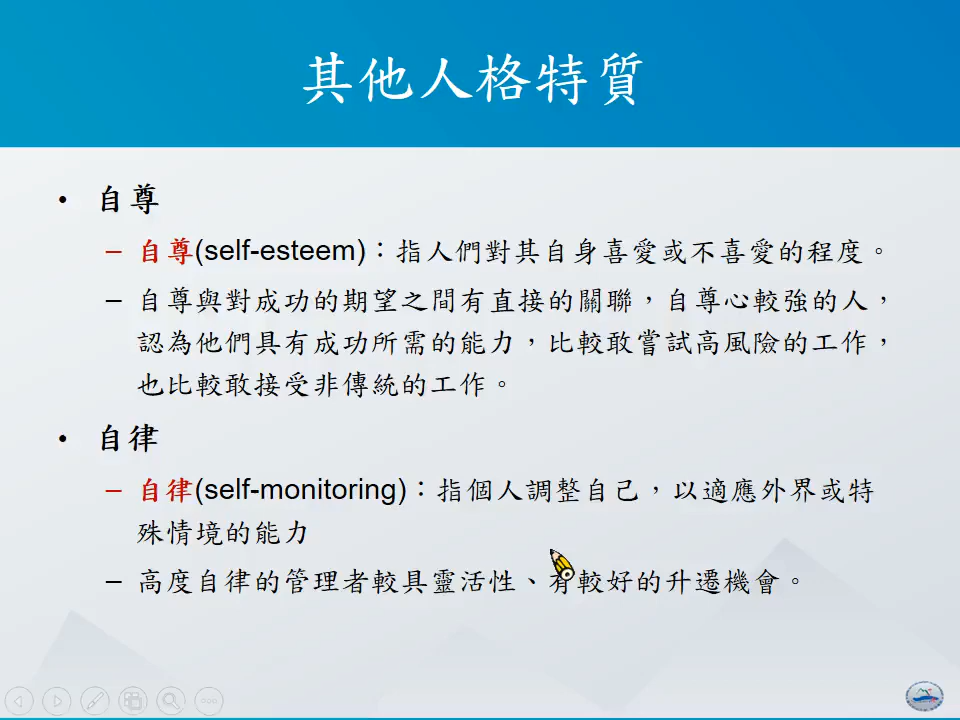 其他人格特質
• 自尊
– 自尊(self-esteem)：指人們對其自身喜愛或不喜愛的程度。
– 自尊與對成功的期望之間有直接的關聯，自尊心較強的人，
認為他們具有成功所需的能力，比較敢嘗試高風險的工作，
也比較敢接受非傳統的工作。
• 自律
– 自律(self-monitoring)：指個人調整自己，以適應外界或特
殊情境的能力
– 高度自律的管理者較具靈活性、有較好的升遷機會。